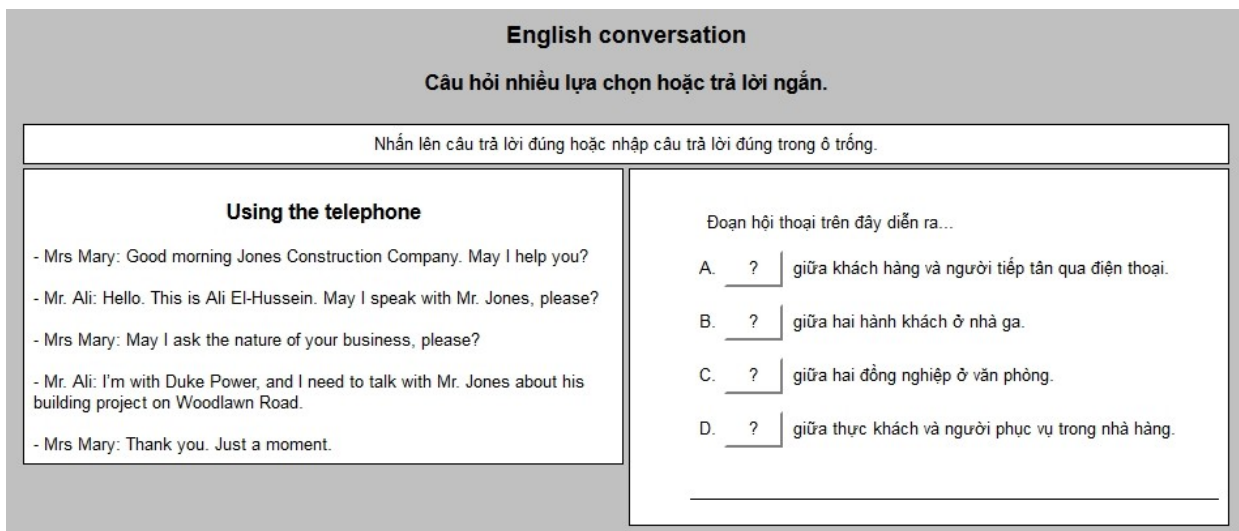 English conversation
Câu hỏi nhiều lựa chọn hoặc trả lời ngắn.
Nhấn lên câu trả lời đúng hoặc nhập câu trả lời đúng trong ô trống.
Using the telephone
- Mrs Mary: Good morning Jones Construction Company. May I help you?
- Mr. Ali: Hello. This is Ali El-Hussein. May I speak with Mr. Jones, please?
- Mrs Mary: May I ask the nature of your business, please?
- Mr. Ali: I'm with Duke Power, and I need to talk with Mr. Jones about his
building project on Woodlawn Road.
- Mrs Mary: Thank you. Just a moment.
Đoạn hội thoại trên đây diễn ra...
A. ? giữa khách hàng và người tiếp tân qua điện thoại.
B. ? giữa hai hành khách ở nhà ga.
C. ? giữa hai đồng nghiệp ở văn phòng.
D. ? giữa thực khách và người phục vụ trong nhà hàng.